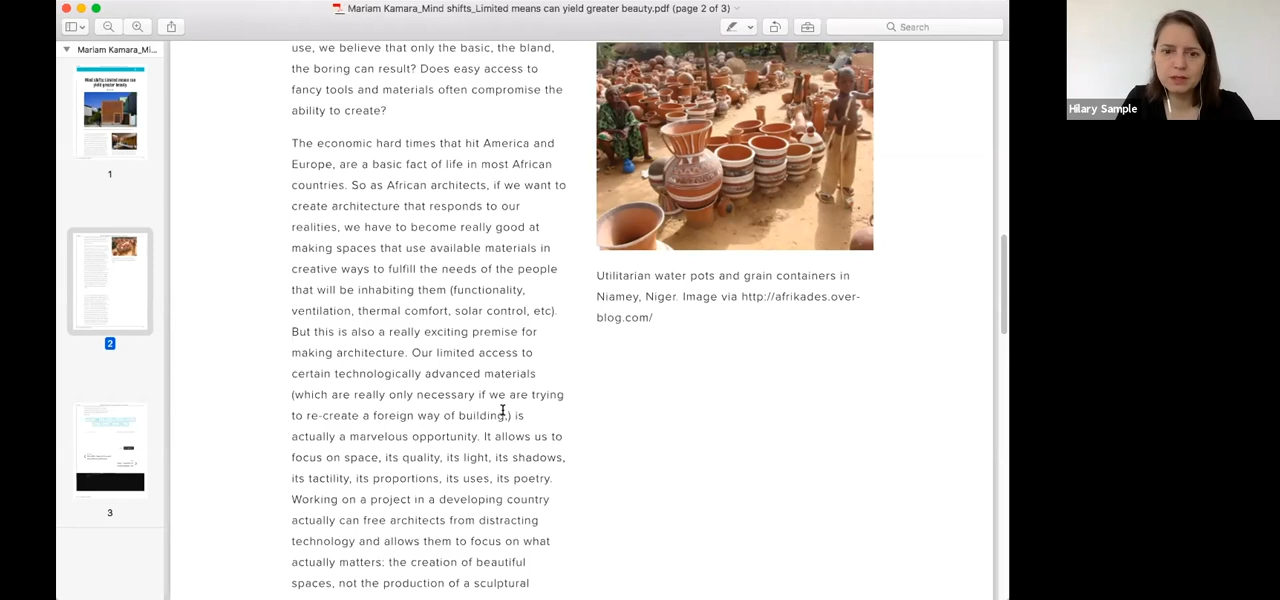 Mariam Kamara_Mind shifts_Limited means can yield greater beauty.pdf (page 2 of 3)
Search
Mariam Kamara_Mi...
1
2
3
use, we believe that only the basic, the bland,
the boring can result? Does easy access to
fancy tools and materials often compromise the
ability to create?
The economic hard times that hit America and
Europe, are a basic fact of life in most African
countries. So as African architects, if we want to
create architecture that responds to our
realities, we have to become really good at
making spaces that use available materials in
creative ways to fulfill the needs of the people
that will be inhabiting them (functionality,
ventilation, thermal comfort, solar control, etc).
But this is also a really exciting premise for
making architecture. Our limited access to
certain technologically advanced materials
(which are really only necessary if we are trying
to re-create a foreign way of building,) is
actually a marvelous opportunity. It allows us to
focus on space, its quality, its light, its shadows,
its tactility, its proportions, its uses, its poetry.
Working on a project in a developing country
actually can free architects from distracting
technology and allows them to focus on what
actually matters: the creation of beautiful
spaces, not the production of a sculptural
Utilitarian water pots and grain containers in
Niamey, Niger. Image via http://afrikades.over-
blog.com/
Hilary Sample